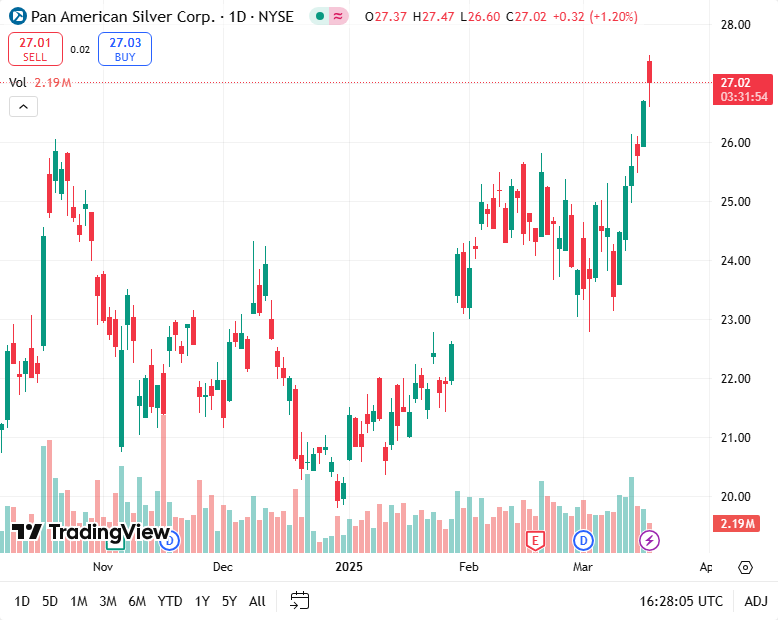 Pan American Silver Corp. · 1D · NYSE ≈ O27.37 H27.47 L26.60 C27.02 +0.32 (+1.20%)
27.01 SELL 0.02 27.03 BUY
Vol 2.19M
28.00
27.02
03:31:54
26.00
25.00
24.00
23.00
22.00
21.00
20.00
2.19M
TradingView
D E D
Nov Dec 2025 Feb Mar Ap
1D 5D 1M 3M 6M YTD 1Y 5Y All 16:28:05 UTC ADJ